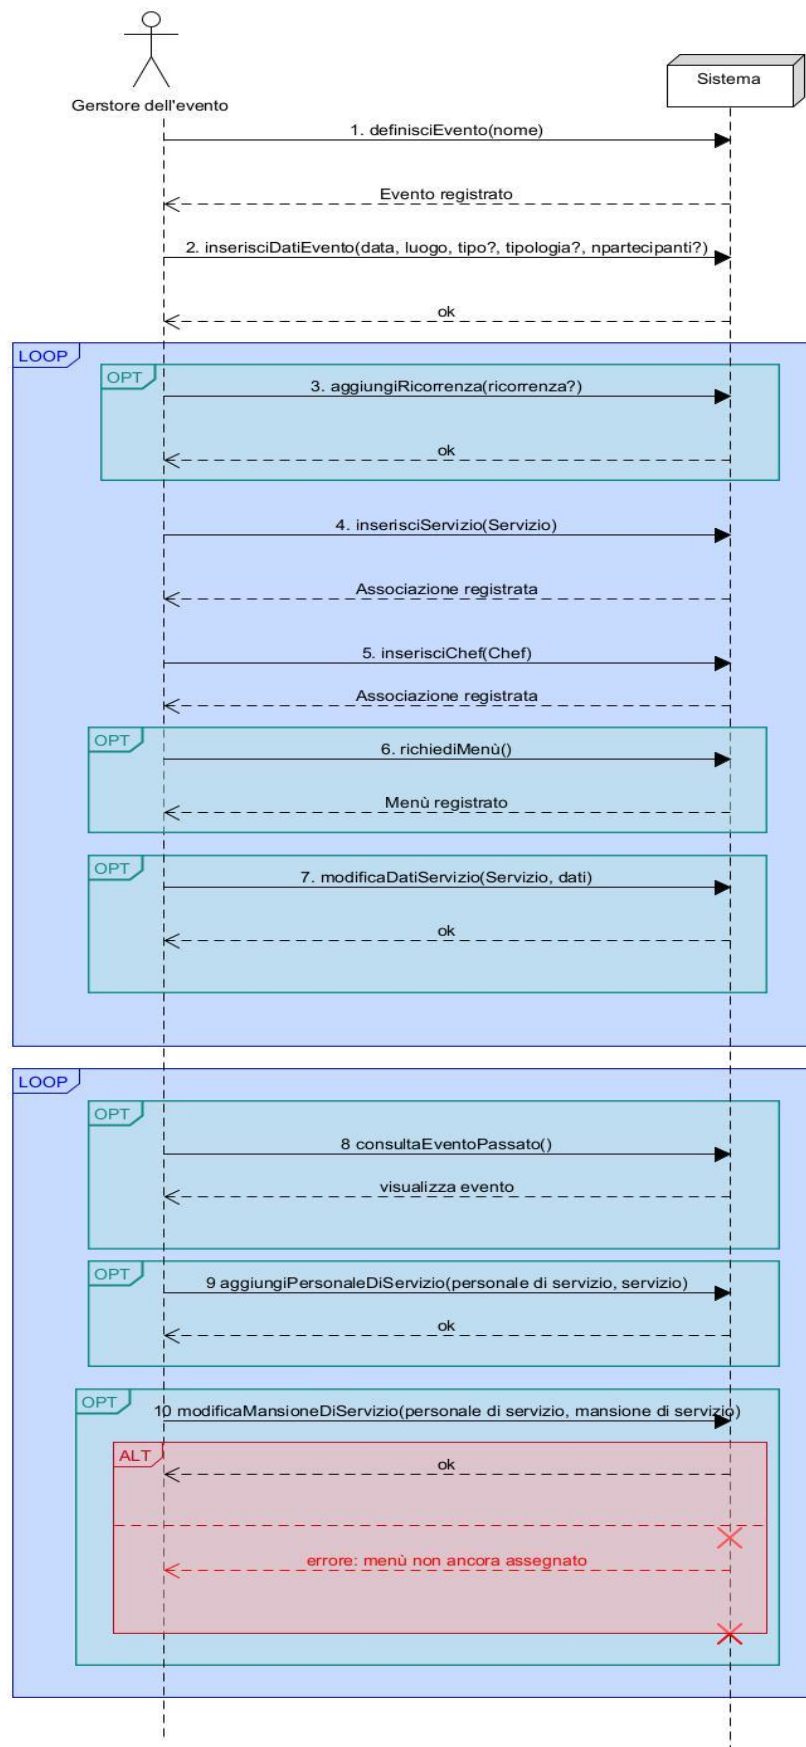 Gerstore dell'evento
Sistema
1. definisciEvento(nome)
Evento registrato
2. inserisciDatiEvento(data, luogo, tipo?, tipologia?, npartecipanti?)
ok
LOOP
OPT
3. aggiungiRicorrenza(ricorrenza?)
ok
4. inserisciServizio(Servizio)
Associazione registrata
5. inserisciChef(Chef)
Associazione registrata
OPT
6. richiediMenù()
Menù registrato
OPT
7. modificaDatiServizio(Servizio, dati)
ok
LOOP
OPT
8 consultaEventoPassato()
visualizza evento
OPT
9 aggiungiPersonaleDiServizio(personale di servizio, servizio)
ok
OPT
10 modificaMansioneDiServizio(personale di servizio, mansione di servizio)
ALT
ok
errore: menù non ancora assegnato